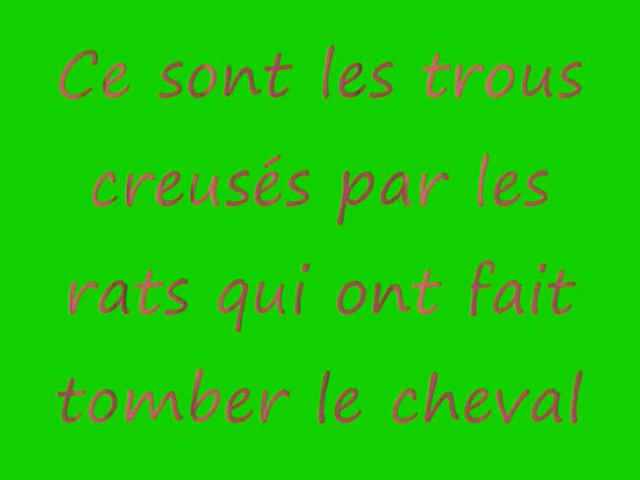 Ce sont les trous
creusés par les
rats qui ont fait
tomber le cheval